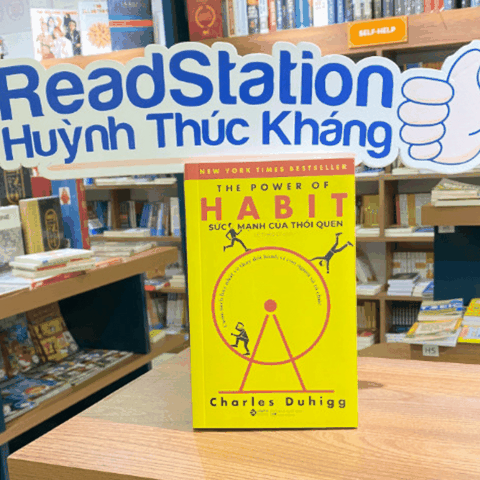 SELF-HELP
ReadStation
Huỳnh Thúc Kháng
NEW YORK TIMES BESTSELLER
THE POWER OF
HABIT
SỨC MẠNH CỦA THÓI QUEN
Charles Duhigg